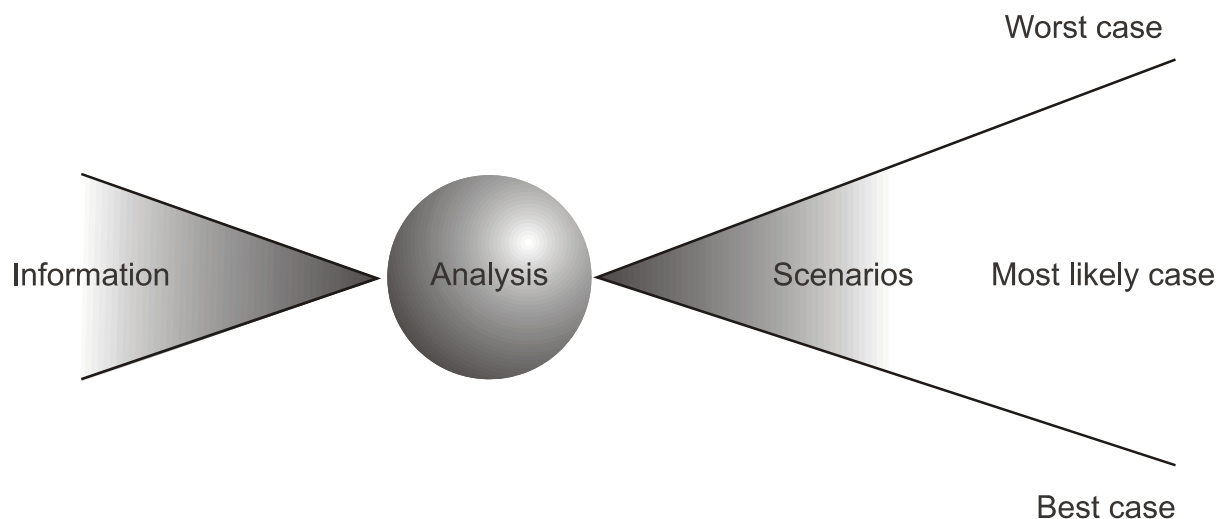 Worst case
Information
Analysis
Scenarios
Most likely case
Best case